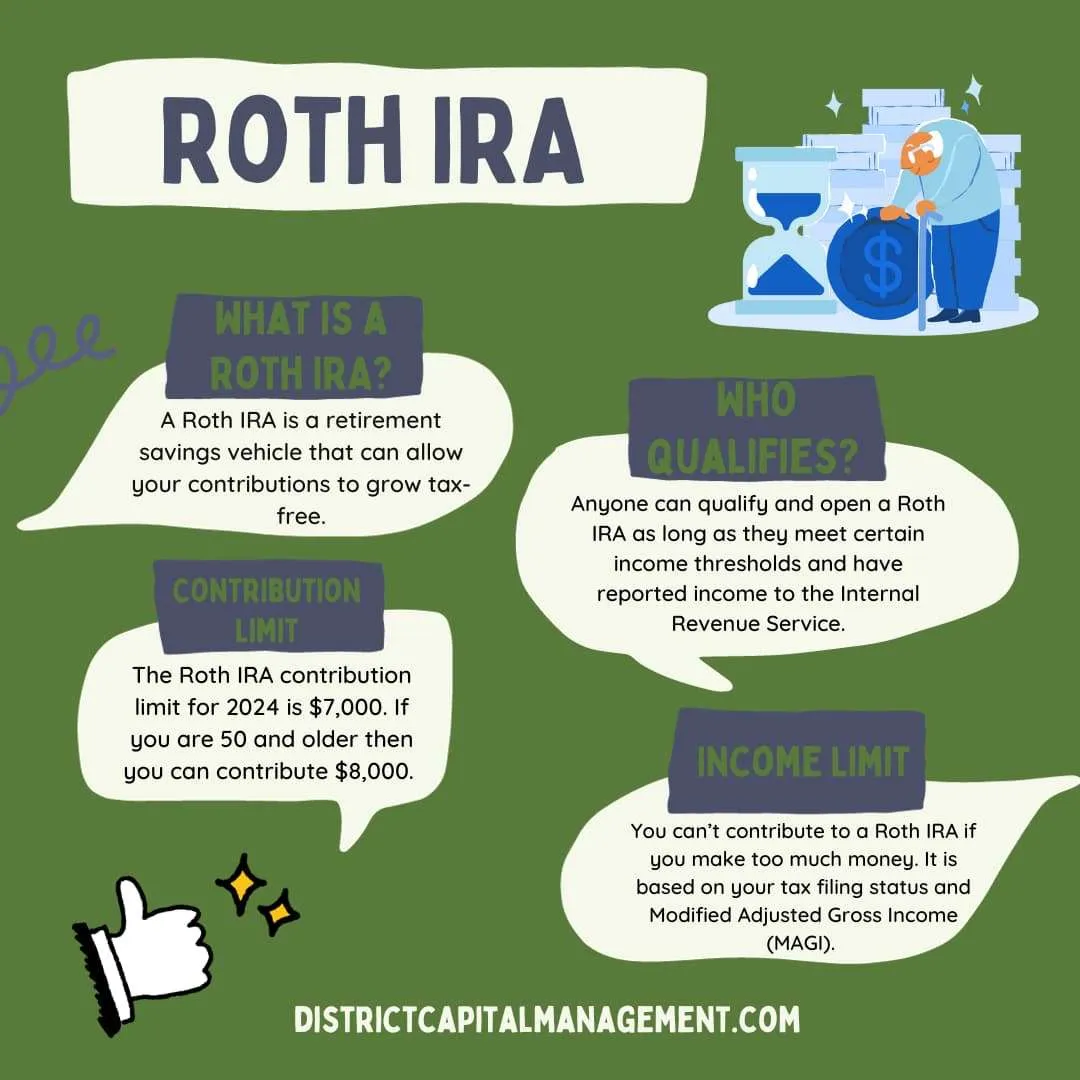 ROTH IRA
WHAT IS A
ROTH IRA?
A Roth IRA is a retirement
savings vehicle that can allow
your contributions to grow tax-
free.
WHO
QUALIFIES?
Anyone can qualify and open a Roth
IRA as long as they meet certain
income thresholds and have
reported income to the Internal
Revenue Service.
CONTRIBUTION
LIMIT
The Roth IRA contribution
limit for 2024 is $7,000. If
you are 50 and older then
you can contribute $8,000.
INCOME LIMIT
You can’t contribute to a Roth IRA if
you make too much money. It is
based on your tax filing status and
Modified Adjusted Gross Income
(MAGI).
$
DISTRICTCAPITALMANAGEMENT.COM